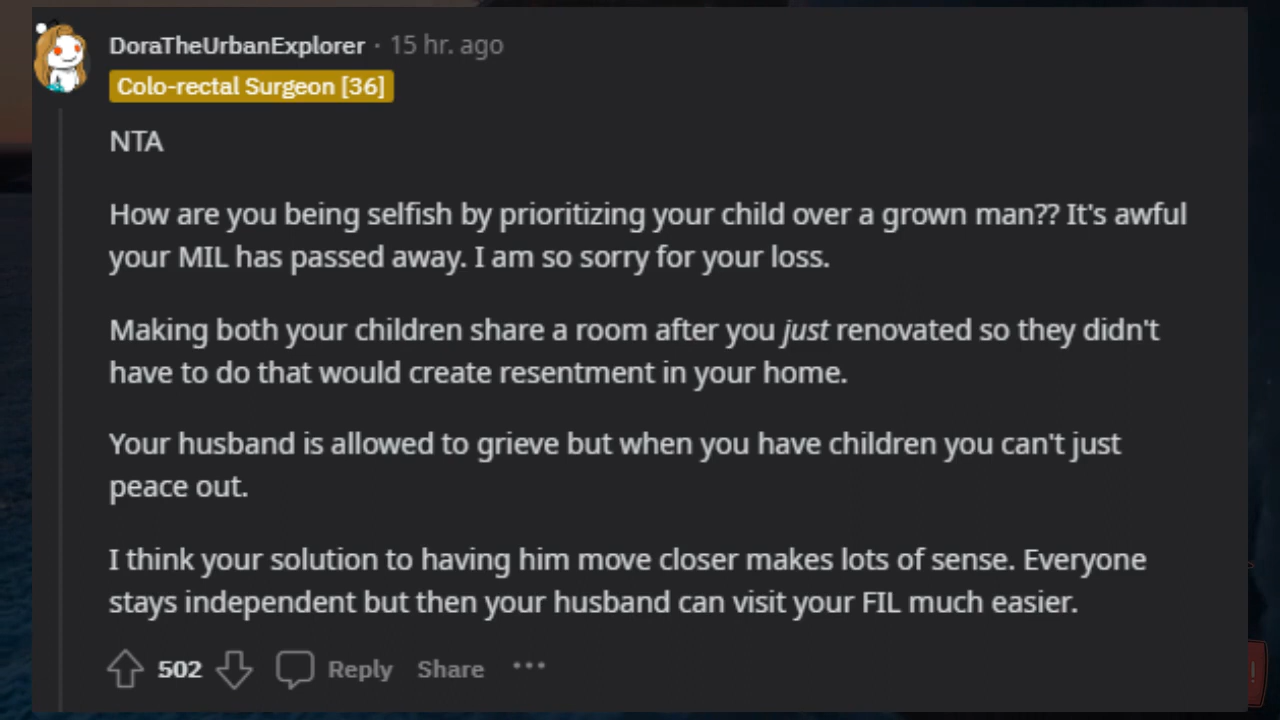 DoraTheUrbanExplorer · 15 hr. ago
Colo-rectal Surgeon [36]
NTA
How are you being selfish by prioritizing your child over a grown man?? It's awful
your MIL has passed away. I am so sorry for your loss.
Making both your children share a room after you just renovated so they didn't
have to do that would create resentment in your home.
Your husband is allowed to grieve but when you have children you can't just
peace out.
I think your solution to having him move closer makes lots of sense. Everyone
stays independent but then your husband can visit your FIL much easier.
502 Reply Share ···
!